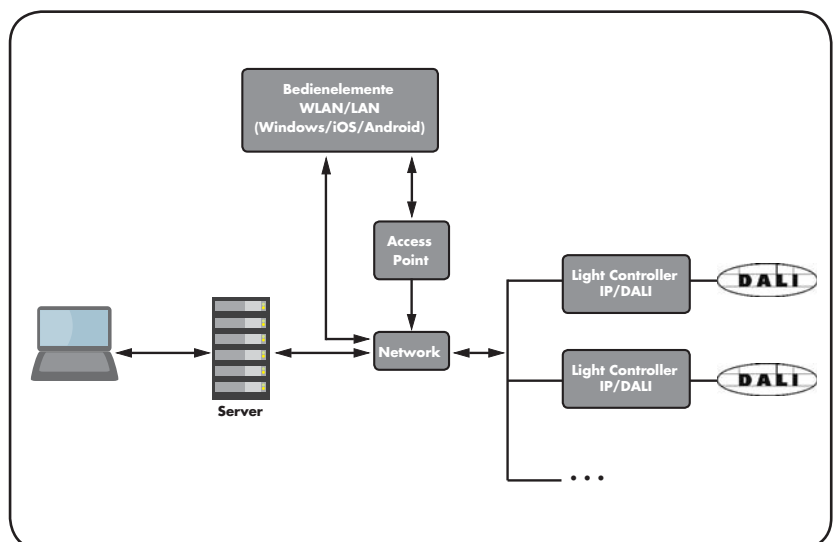 Bedienelemente
WLAN/LAN
(Windows/iOS/Android)
Access
Point
Light Controller
IP/DALI
DALI
Network
Light Controller
IP/DALI
DALI
Server
...